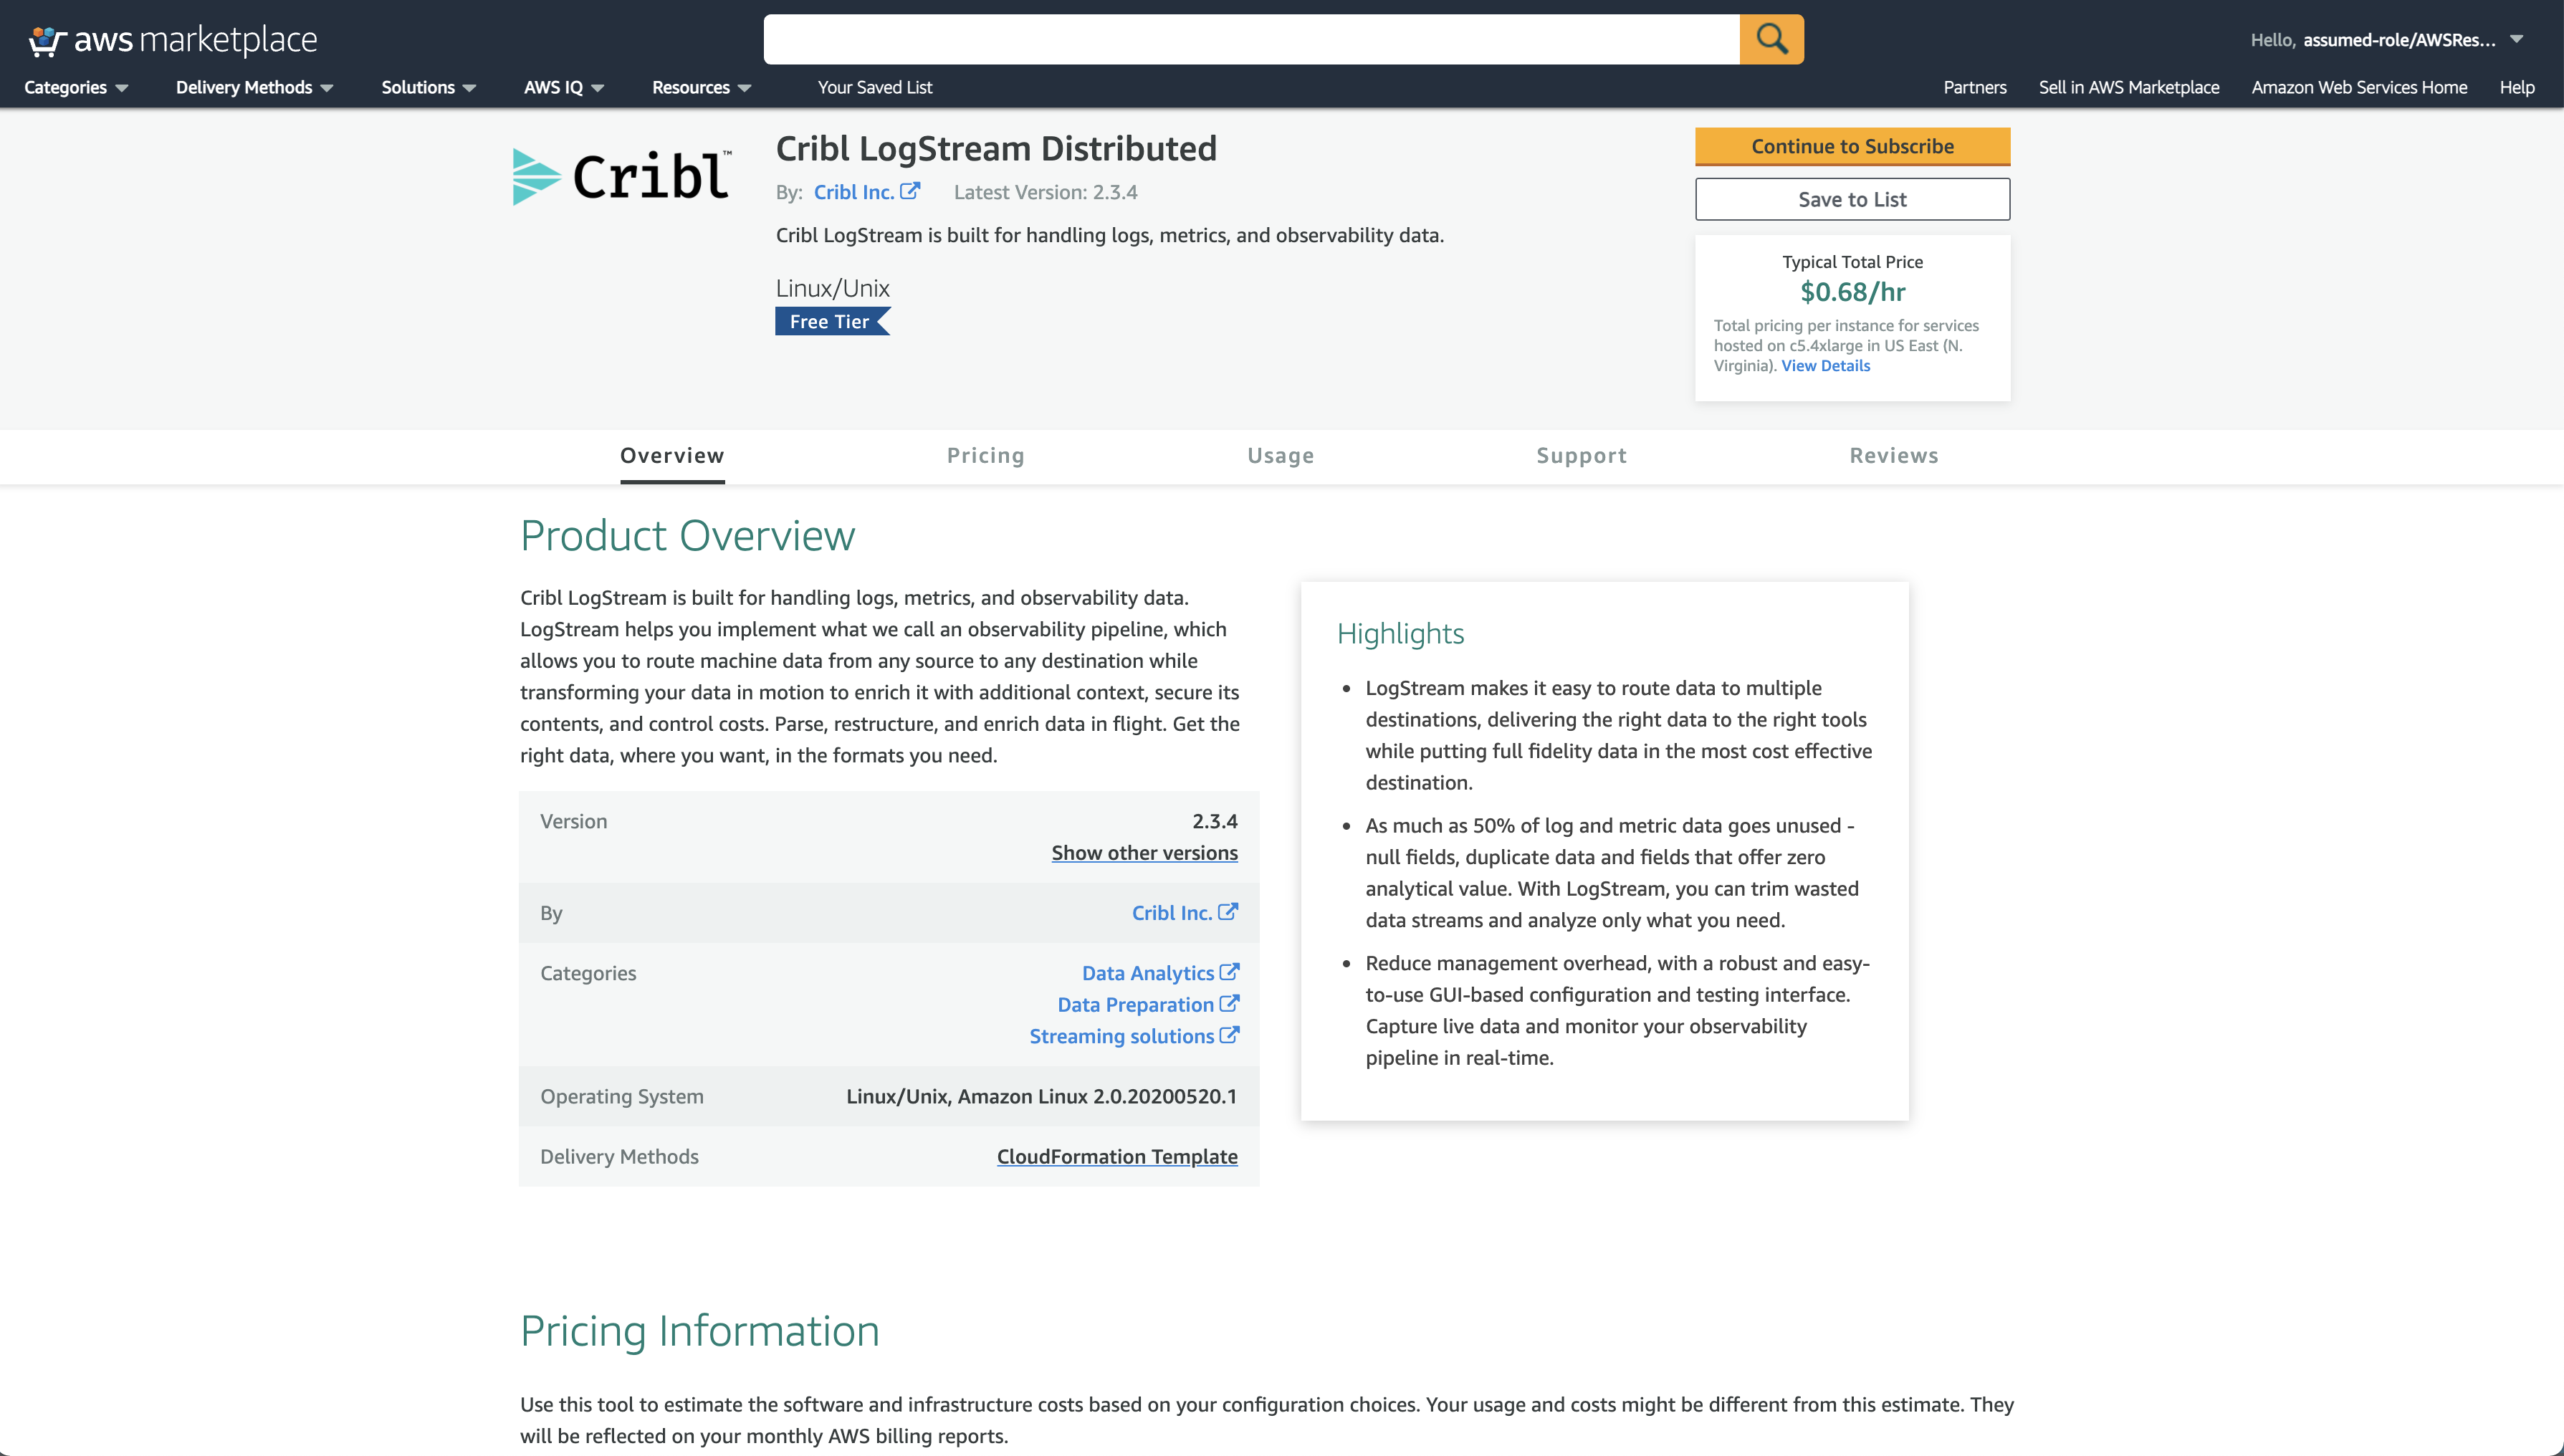 aws marketplace
Hello, assumed-role/AWSRes...
Categories Delivery Methods Solutions AWS IQ Resources Your Saved List Partners Sell in AWS Marketplace Amazon Web Services Home Help
Cribl™
Cribl LogStream Distributed
By: Cribl Inc. Latest Version: 2.3.4
Cribl LogStream is built for handling logs, metrics, and observability data.
Linux/Unix
Free Tier
Continue to Subscribe
Save to List
Typical Total Price
$0.68/hr
Total pricing per instance for services
hosted on c5.4xlarge in US East (N.
Virginia). View Details
Overview Pricing Usage Support Reviews
Product Overview
Cribl LogStream is built for handling logs, metrics, and observability data.
LogStream helps you implement what we call an observability pipeline, which
allows you to route machine data from any source to any destination while
transforming your data in motion to enrich it with additional context, secure its
contents, and control costs. Parse, restructure, and enrich data in flight. Get the
right data, where you want, in the formats you need.
Version 2.3.4
Show other versions
By Cribl Inc.
Categories Data Analytics
Data Preparation
Streaming solutions
Operating System Linux/Unix, Amazon Linux 2.0.20200520.1
Delivery Methods CloudFormation Template
Highlights
• LogStream makes it easy to route data to multiple
destinations, delivering the right data to the right tools
while putting full fidelity data in the most cost effective
destination.
• As much as 50% of log and metric data goes unused -
null fields, duplicate data and fields that offer zero
analytical value. With LogStream, you can trim wasted
data streams and analyze only what you need.
• Reduce management overhead, with a robust and easy-
to-use GUI-based configuration and testing interface.
Capture live data and monitor your observability
pipeline in real-time.
Pricing Information
Use this tool to estimate the software and infrastructure costs based on your configuration choices. Your usage and costs might be different from this estimate. They
will be reflected on your monthly AWS billing reports.